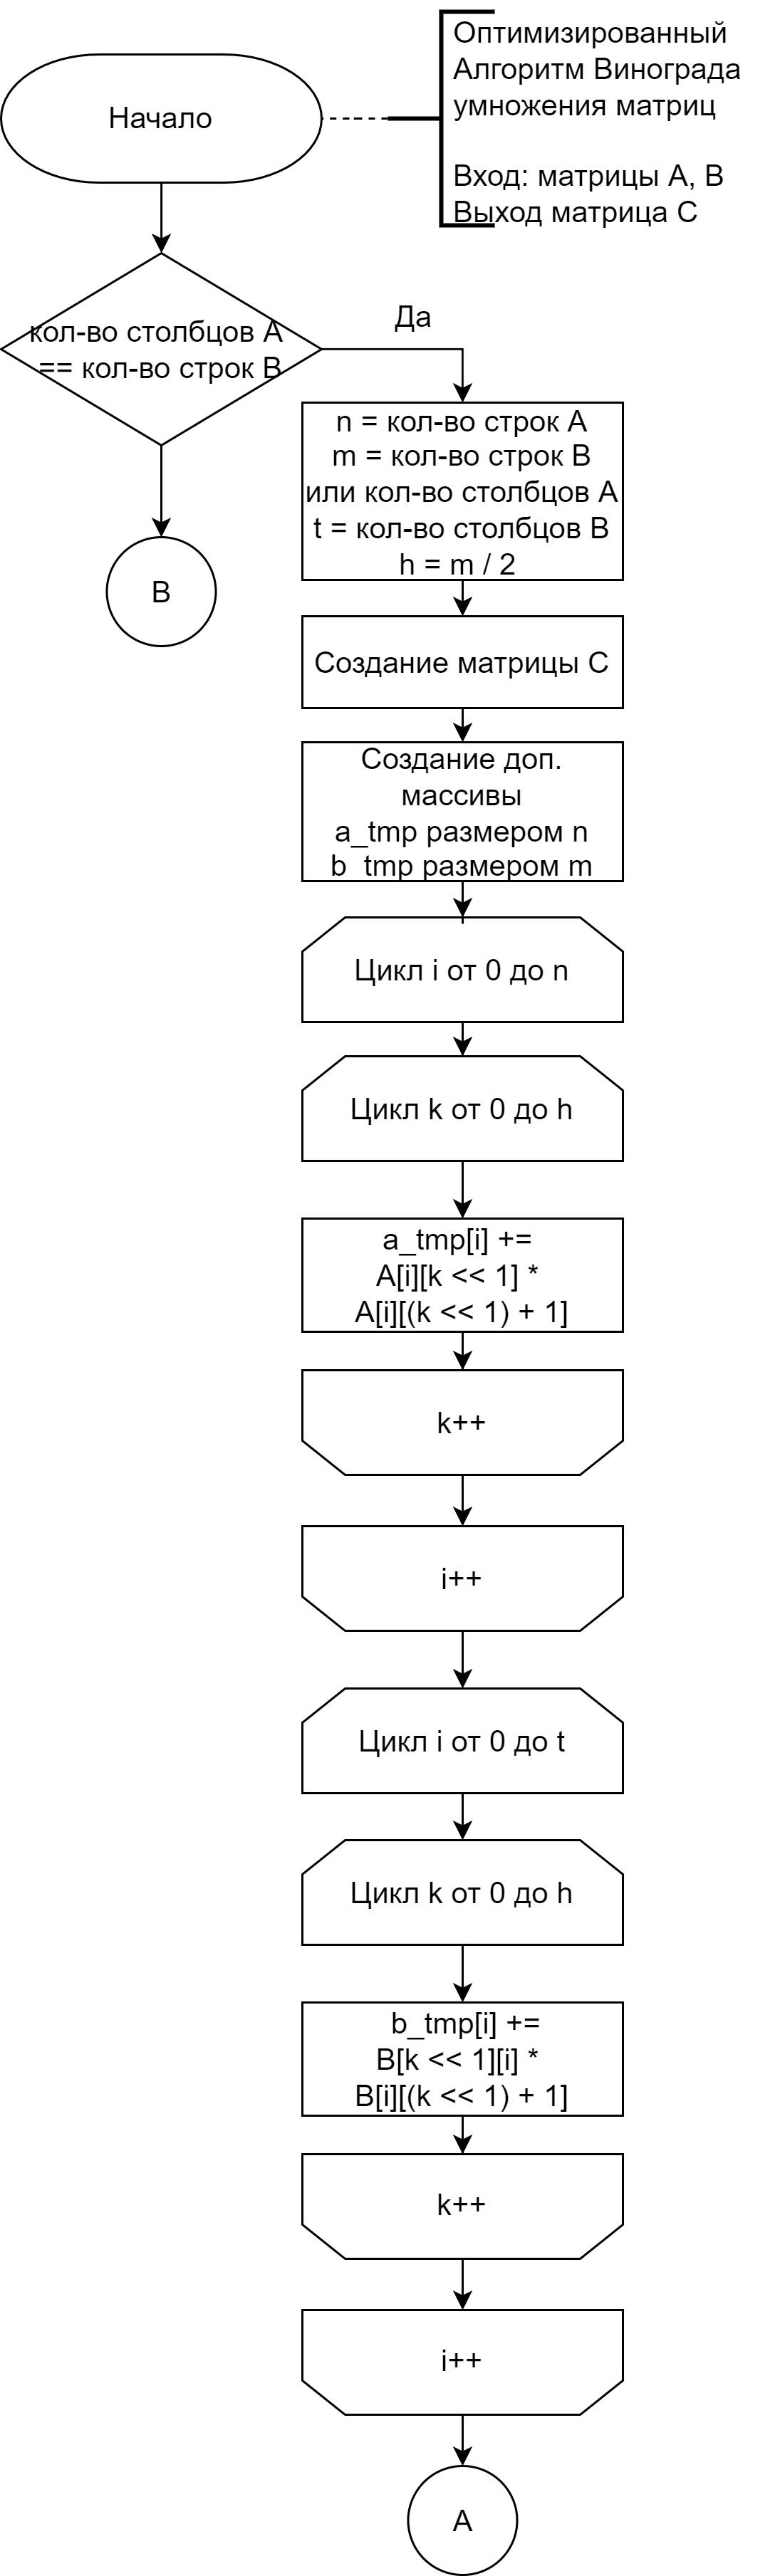 Начало
Оптимизированный
Алгоритм Винограда
умножения матриц
Вход: матрицы A, B
Выход матрица C
кол-во столбцов A
== кол-во строк B
Да
B
n = кол-во строк A
m = кол-во строк B
или кол-во столбцов A
t = кол-во столбцов B
h = m / 2
Создание матрицы C
Создание доп.
массивы
a_tmp размером n
b_tmp размером m
Цикл i от 0 до n
Цикл k от 0 до h
a_tmp[i] +=
A[i][k << 1] *
A[i][(k << 1) + 1]
k++
i++
Цикл i от 0 до t
Цикл k от 0 до h
b_tmp[i] +=
B[k << 1][i] *
B[i][(k << 1) + 1]
k++
i++
A